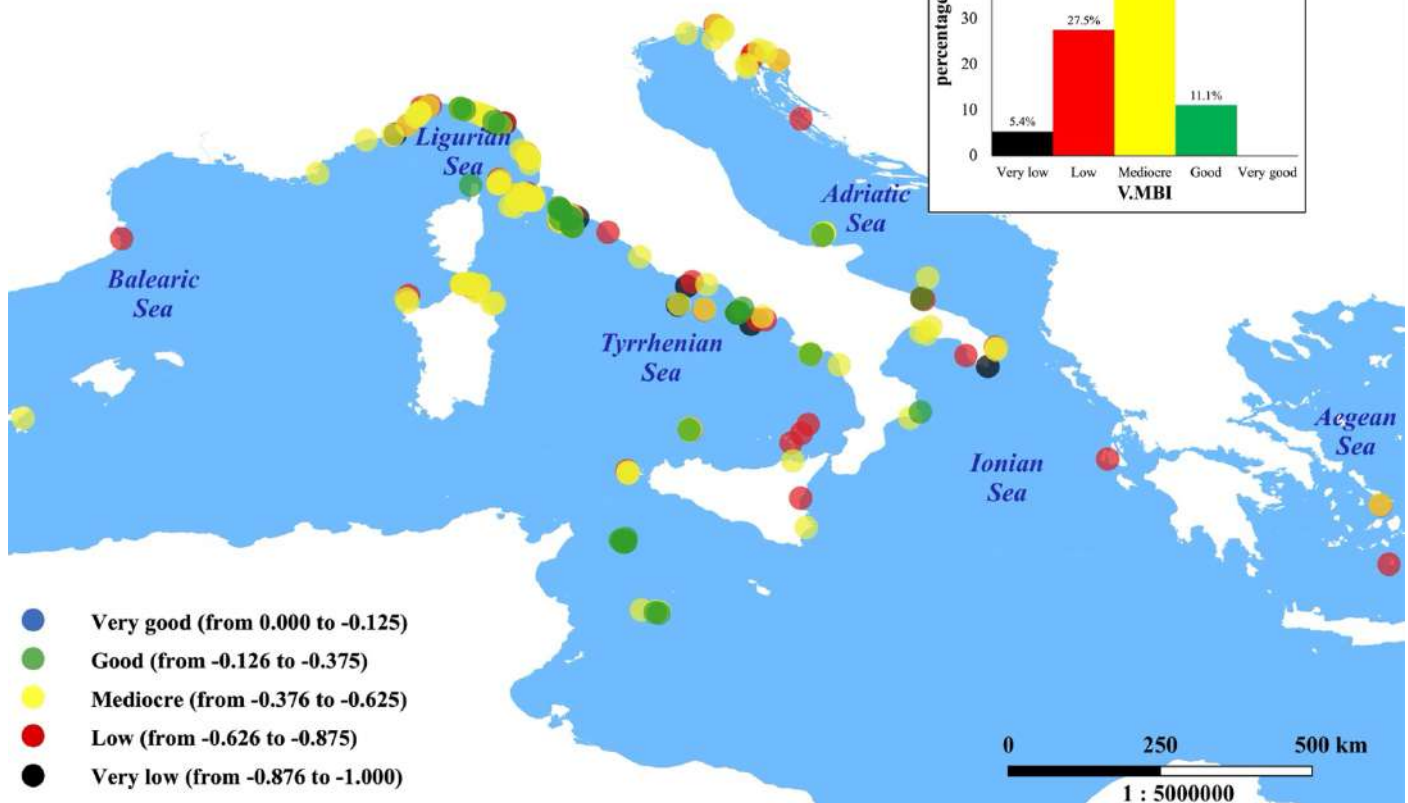 percentage
30
20
10
0
5.4%
27.5%
11.1%
Very low
Low
Mediocre
Good
Very good
V.MBI
Ligurian
Sea
Adriatic
Sea
Balearic
Sea
Tyrrhenian
Sea
Aegean
Sea
Ionian
Sea
Very good (from 0.000 to -0.125)
Good (from -0.126 to -0.375)
Mediocre (from -0.376 to -0.625)
Low (from -0.626 to -0.875)
Very low (from -0.876 to -1.000)
0 250 500 km
1 : 5000000